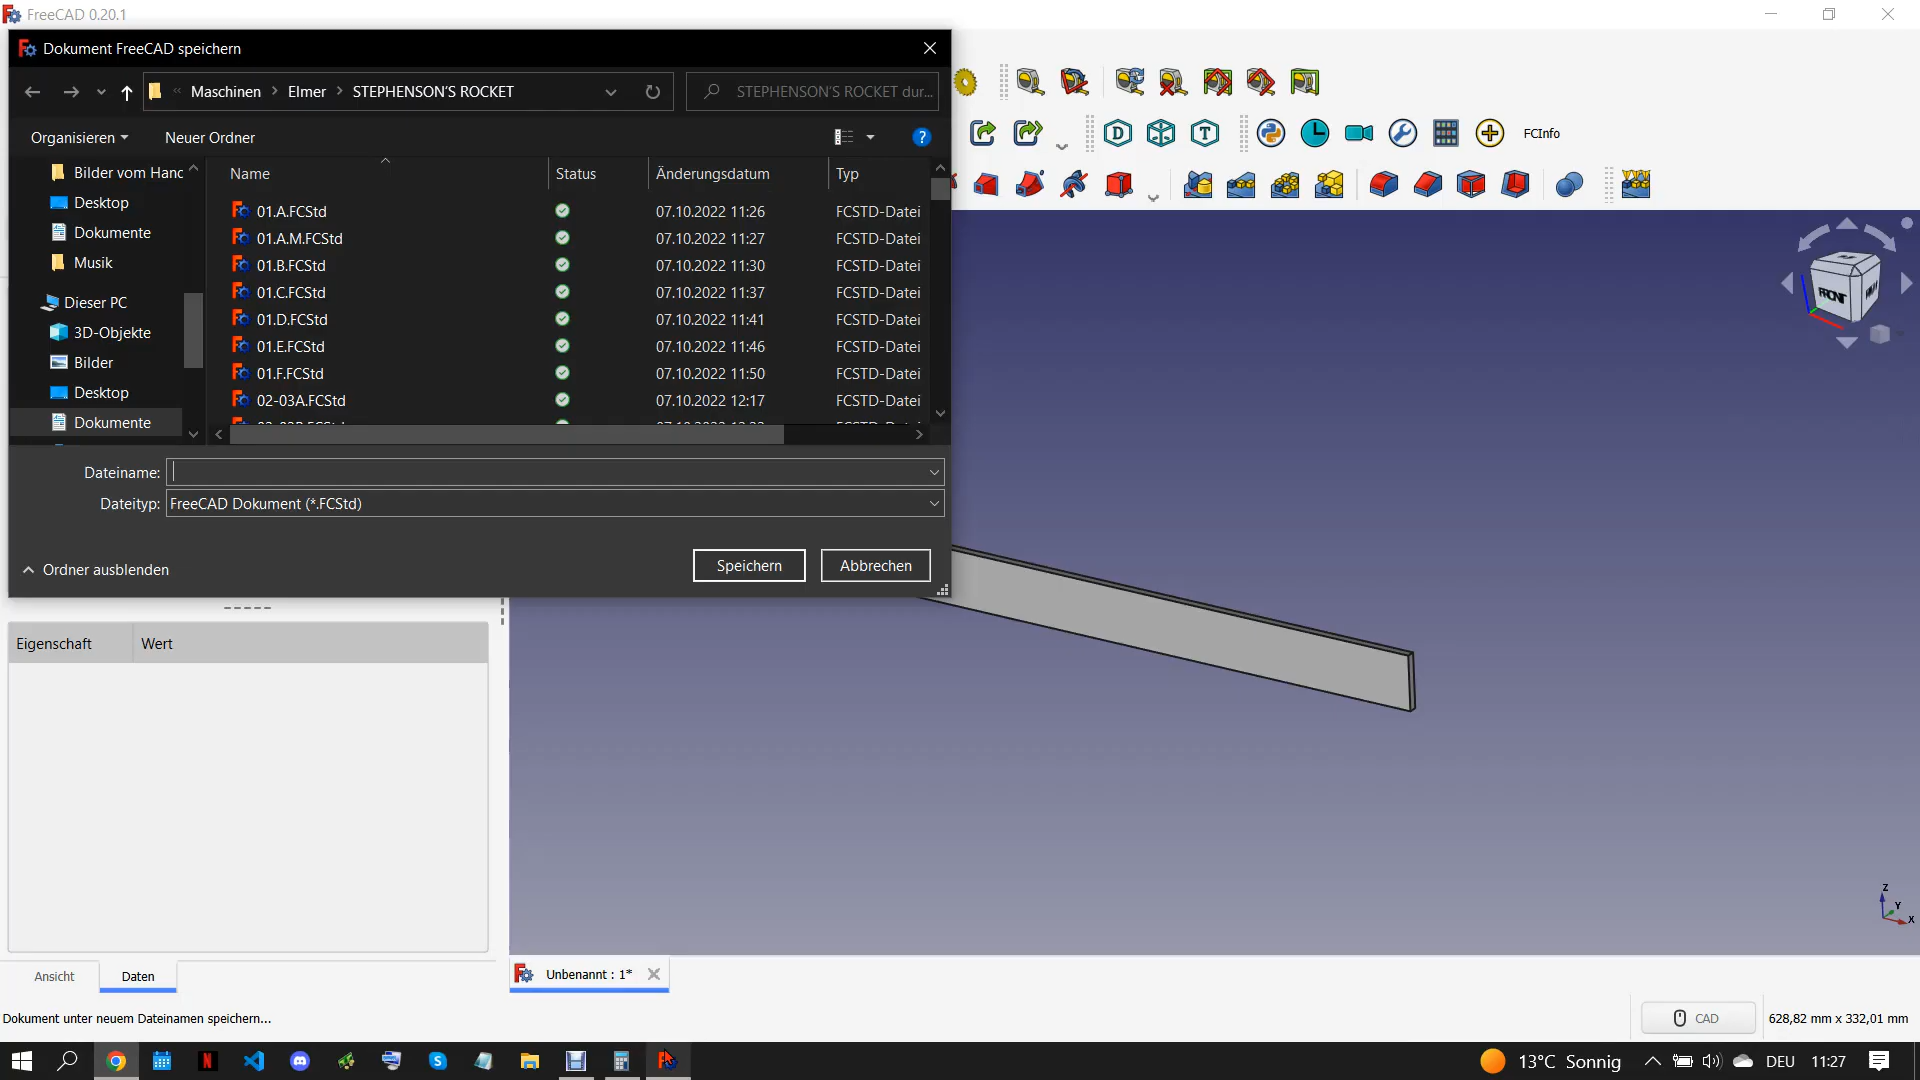 FreeCAD 0.20.1
Dokument FreeCAD speichern
« Maschinen > Elmer > STEPHENSON'S ROCKET
STEPHENSON'S ROCKET dur...
Organisieren
Neuer Ordner
?
Name
Status
Änderungsdatum
Typ
Bilder vom Hand
Desktop
Dokumente
Musik
Dieser PC
3D-Objekte
Bilder
Desktop
Dokumente
01.A.FCStd 07.10.2022 11:26 FCSTD-Datei
01.A.M.FCStd 07.10.2022 11:27 FCSTD-Datei
01.B.FCStd 07.10.2022 11:30 FCSTD-Datei
01.C.FCStd 07.10.2022 11:37 FCSTD-Datei
01.D.FCStd 07.10.2022 11:41 FCSTD-Datei
01.E.FCStd 07.10.2022 11:46 FCSTD-Datei
01.F.FCStd 07.10.2022 11:50 FCSTD-Datei
02-03A.FCStd 07.10.2022 12:17 FCSTD-Datei
Dateiname:
Dateityp: FreeCAD Dokument (*.FCStd)
Ordner ausblenden
Speichern
Abbrechen
D
T
FCInfo
FRONT
Eigenschaft
Wert
Z
Y
X
Ansicht
Daten
Unbenannt : 1*
Dokument unter neuem Dateinamen speichern...
CAD
628,82 mm x 332,01 mm
13°C Sonnig
DEU
11:27